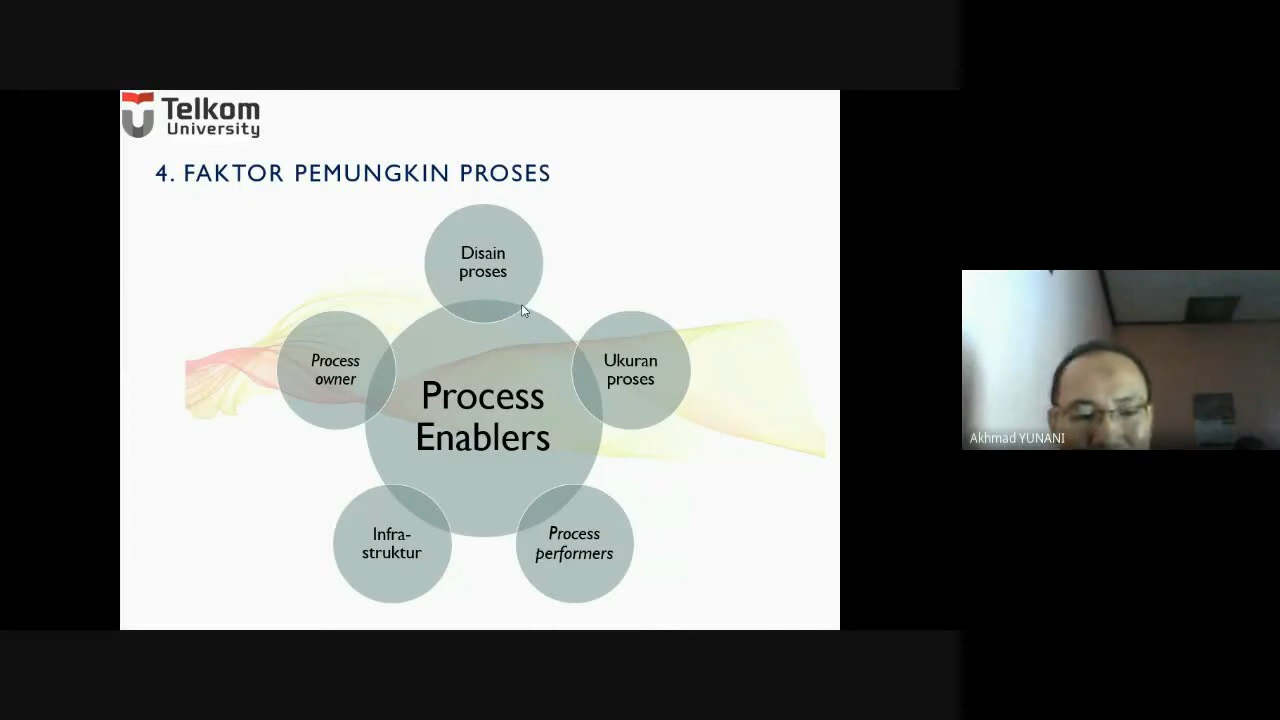 Telkom
University
4. FAKTOR PEMUNGKIN PROSES
Disain
proses
Process
owner
Ukuran
proses
Process
Enablers
Infra-
struktur
Process
performers
Akhmad YUNANI